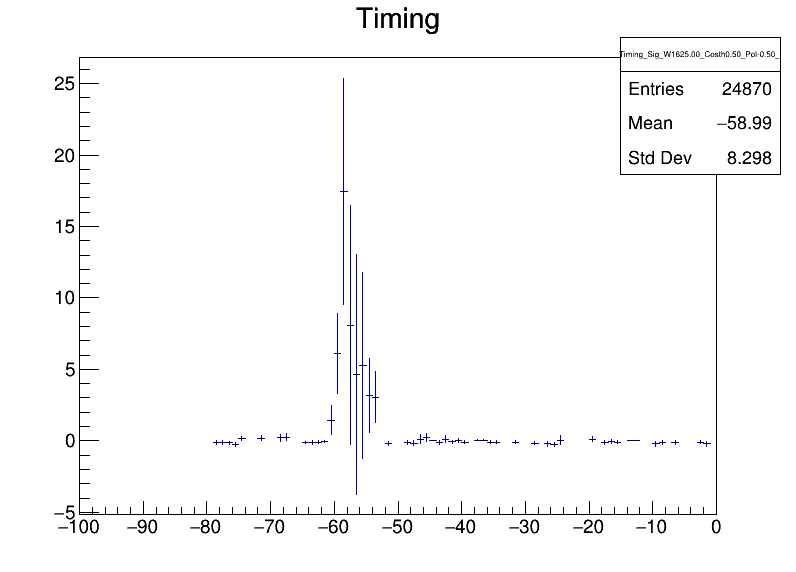 Timing
Timing_Sig_W1625.00_Costh0.50_Pol-0.50_
Entries 24870
Mean −58.99
Std Dev 8.298
25
20
15
10
5
0
−5
−100 −90 −80 −70 −60 −50 −40 −30 −20 −10 0